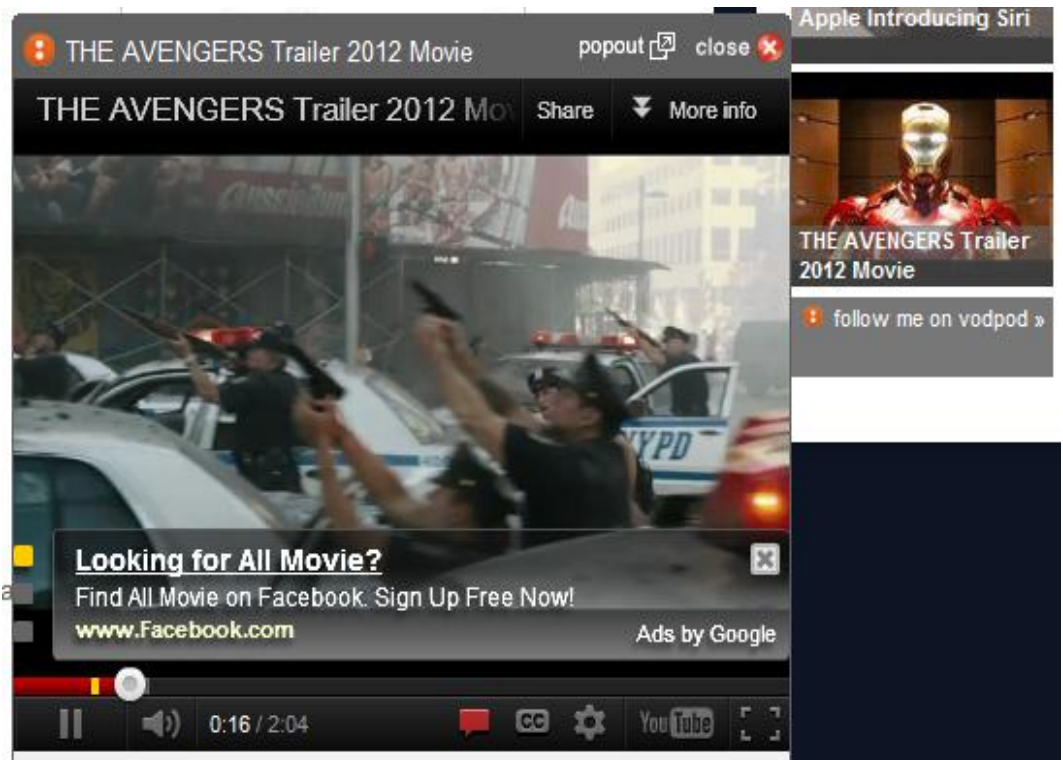 THE AVENGERS Trailer 2012 Movie
popout
close
THE AVENGERS Trailer 2012 Mov
Share
More info
aussieBum
NYPD
Looking for All Movie?
Find All Movie on Facebook. Sign Up Free Now!
www.Facebook.com
Ads by Google
0:16 / 2:04
CC
YouTube
Apple Introducing Siri
THE AVENGERS Trailer
2012 Movie
follow me on vodpod »